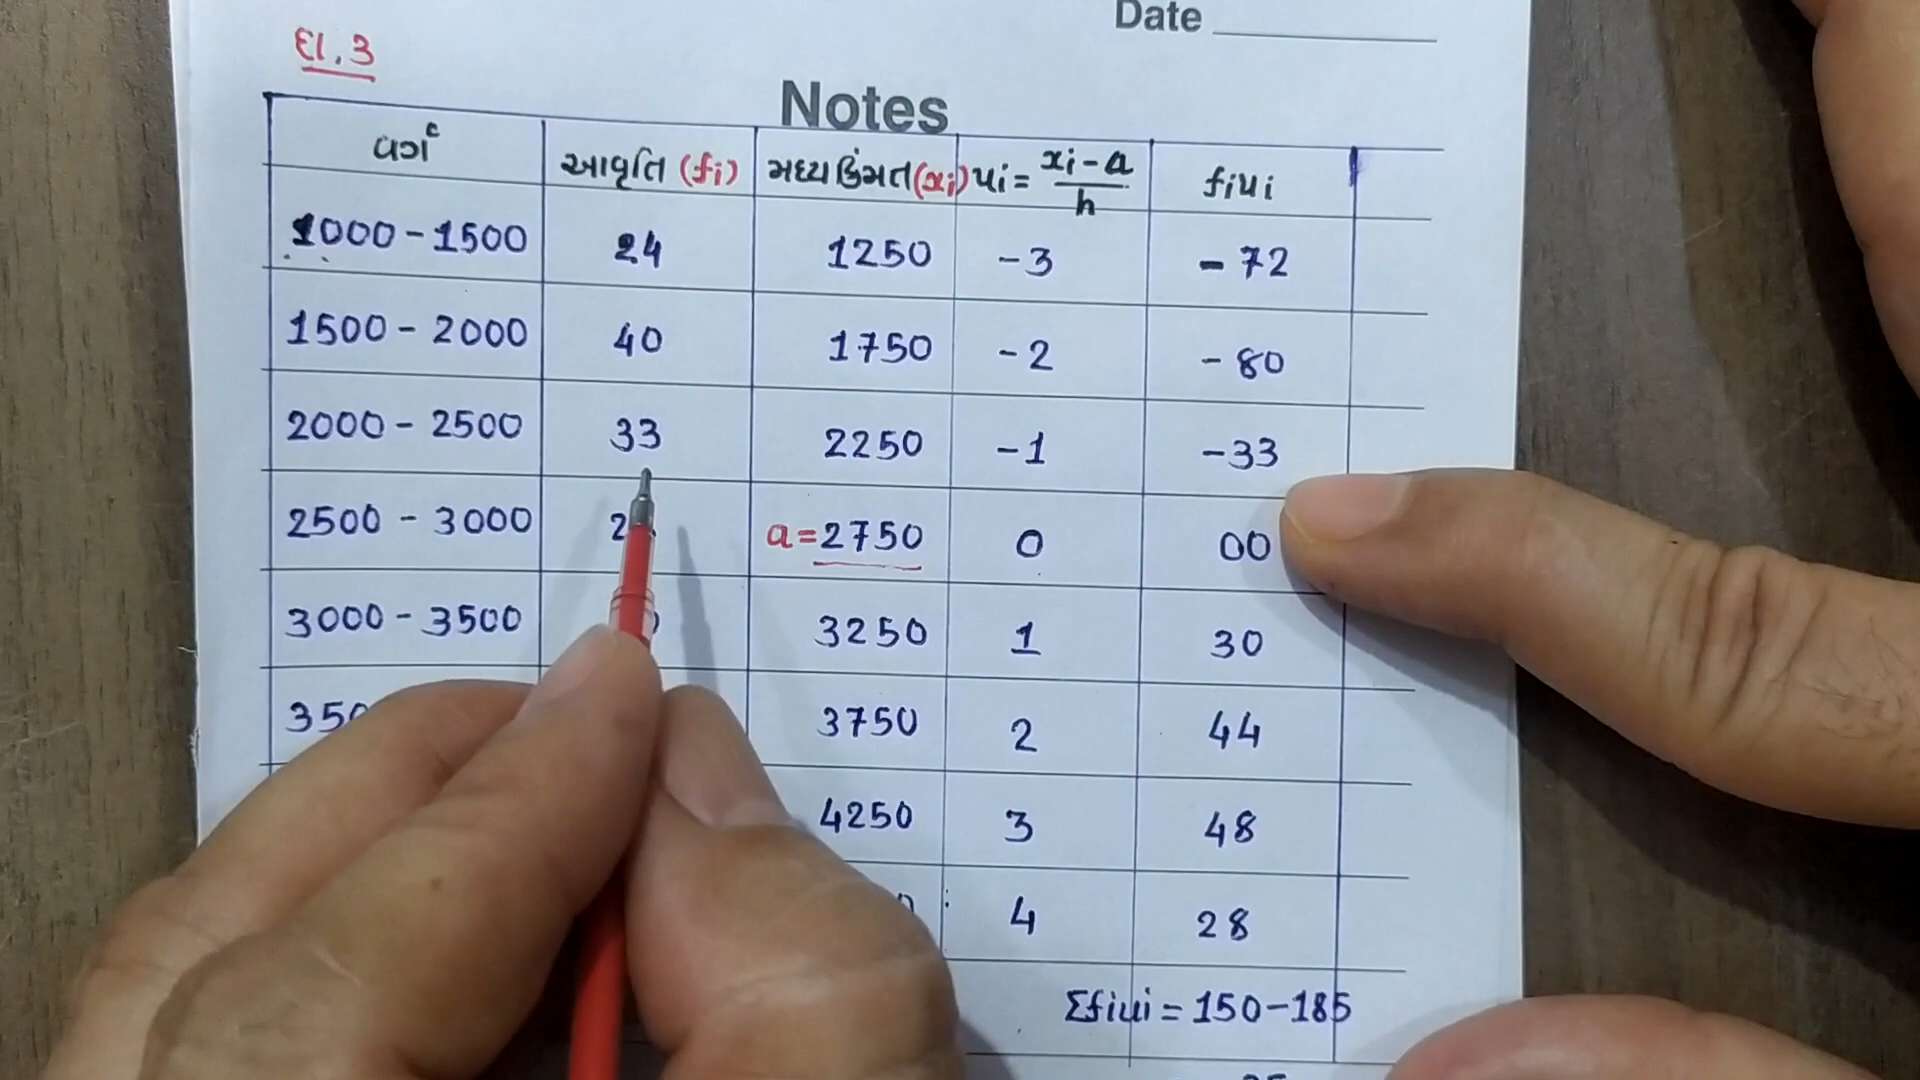 Date
દા.3
Notes
વર્ગ આવૃતિ (fi) મધ્યકિંમત (xi) ui = xi - a / h fiui
1000 - 1500 24 1250 -3 -72
1500 - 2000 40 1750 -2 -80
2000 - 2500 33 2250 -1 -33
2500 - 3000 a = 2750 0 00
3000 - 3500 3250 1 30
3750 2 44
4250 3 48
4 28
Σfiui = 150 - 185